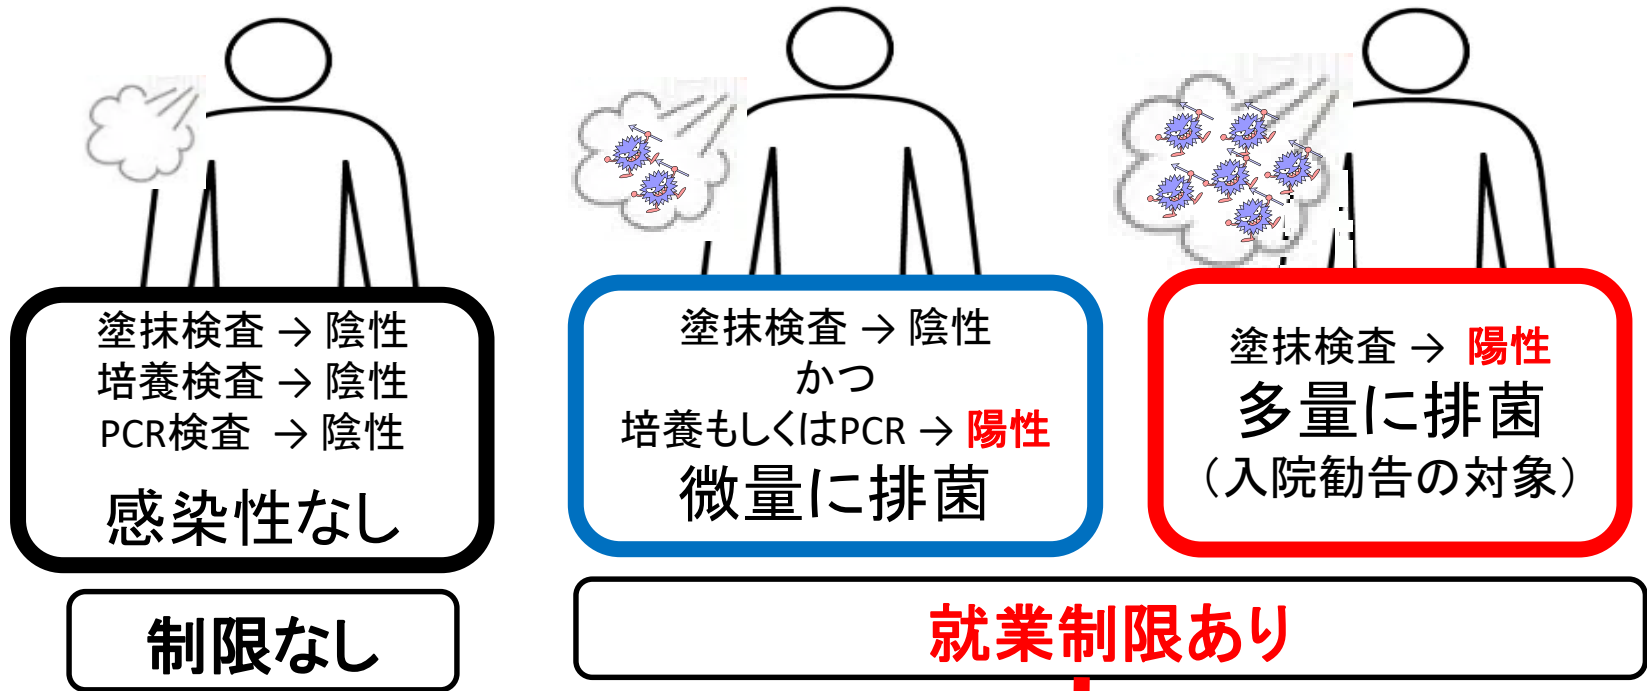 塗抹検査 → 陰性
培養検査 → 陰性
PCR検査 → 陰性
感染性なし
制限なし
塗抹検査 → 陰性
かつ
培養もしくはPCR → 陽性
微量に排菌
塗抹検査 → 陽性
多量に排菌
（入院勧告の対象）
就業制限あり